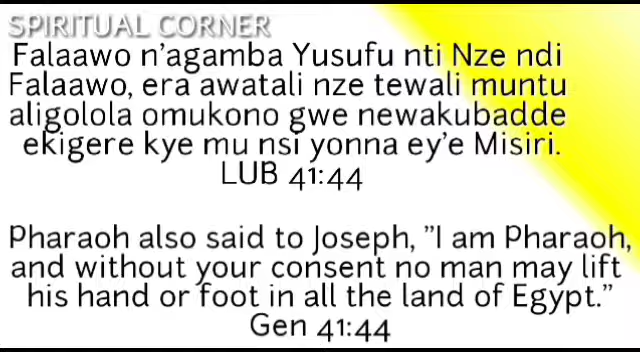 SPIRITUAL CORNER
Falaawo n'agamba Yusufu nti Nze ndi
Falaawo, era awatali nze tewali muntu
aligolola omukono gwe newakubadde
ekigere kye mu nsi yonna ey'e Misiri.
LUB 41:44
Pharaoh also said to Joseph, "I am Pharaoh,
and without your consent no man may lift
his hand or foot in all the land of Egypt."
Gen 41:44